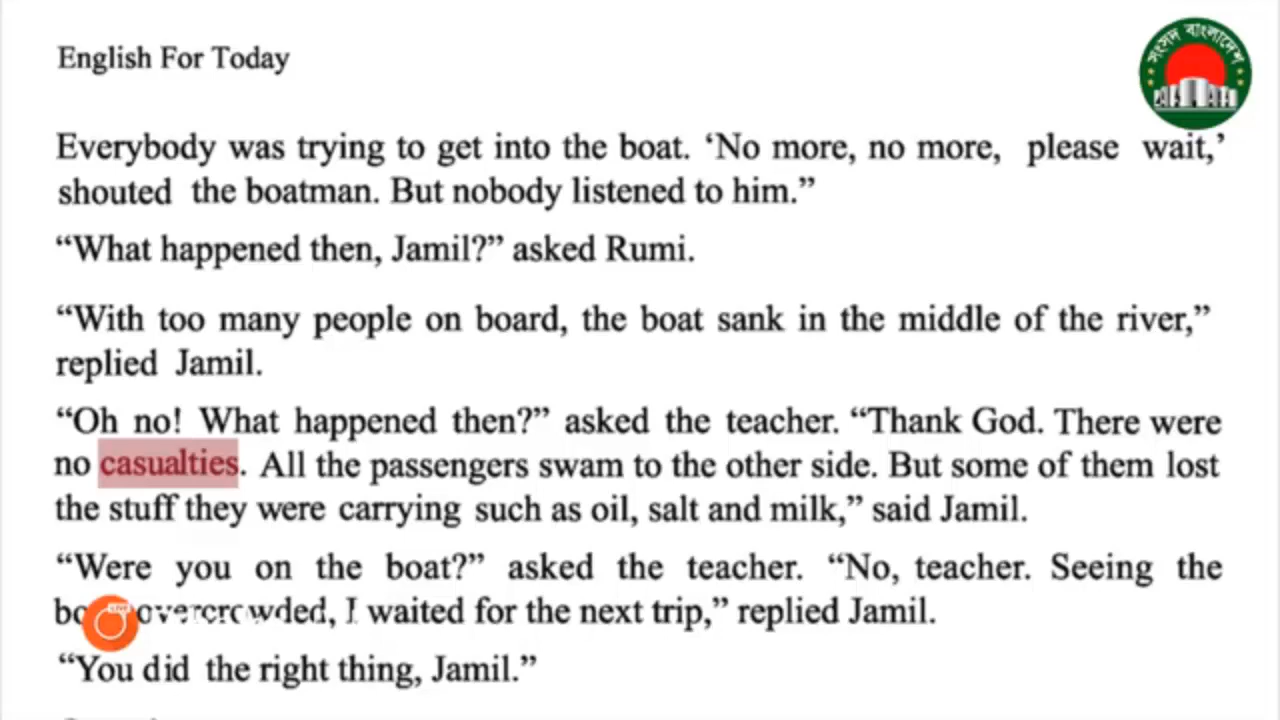 সংসদ বাংলাদেশ
English For Today
Everybody was trying to get into the boat. ‘No more, no more, please wait,’
shouted the boatman. But nobody listened to him.”
“What happened then, Jamil?” asked Rumi.
“With too many people on board, the boat sank in the middle of the river,”
replied Jamil.
“Oh no! What happened then?” asked the teacher. “Thank God. There were
no casualties. All the passengers swam to the other side. But some of them lost
the stuff they were carrying such as oil, salt and milk,” said Jamil.
“Were you on the boat?” asked the teacher. “No, teacher. Seeing the
overcrowded, I waited for the next trip,” replied Jamil.
LIVE
“You did the right thing, Jamil.”